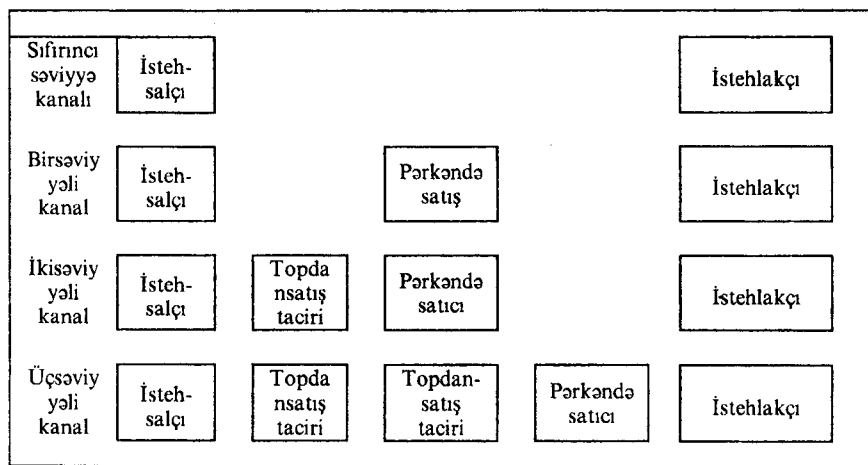 Sıfırıncı
səviyyə
kanalı
İsteh-
salçı
İstehlakçı
Birsəviy
yəli
kanal
İsteh-
salçı
Pərkəndə
satış
İstehlakçı
İkisəviy
yəli
kanal
İsteh-
salçı
Topda
nsatış
taciri
Pərkəndə
satıcı
İstehlakçı
Üçsəviy
yəli
kanal
İsteh-
salçı
Topda
nsatış
taciri
Topdan-
satış
taciri
Pərkəndə
satıcı
İstehlakçı